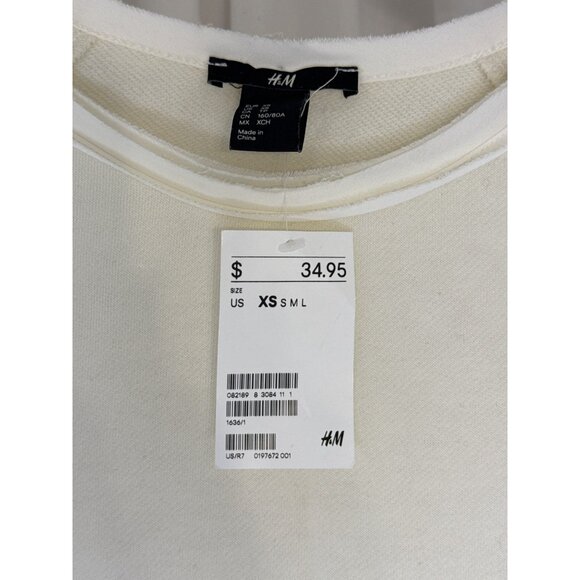 H&M
CN 160/80A
MX XCH
Made in
China
$ 34.95
SIZE
US XS S M L
082189 8 3084 11 1
1636/1
H&M
US/R7 0197672 001